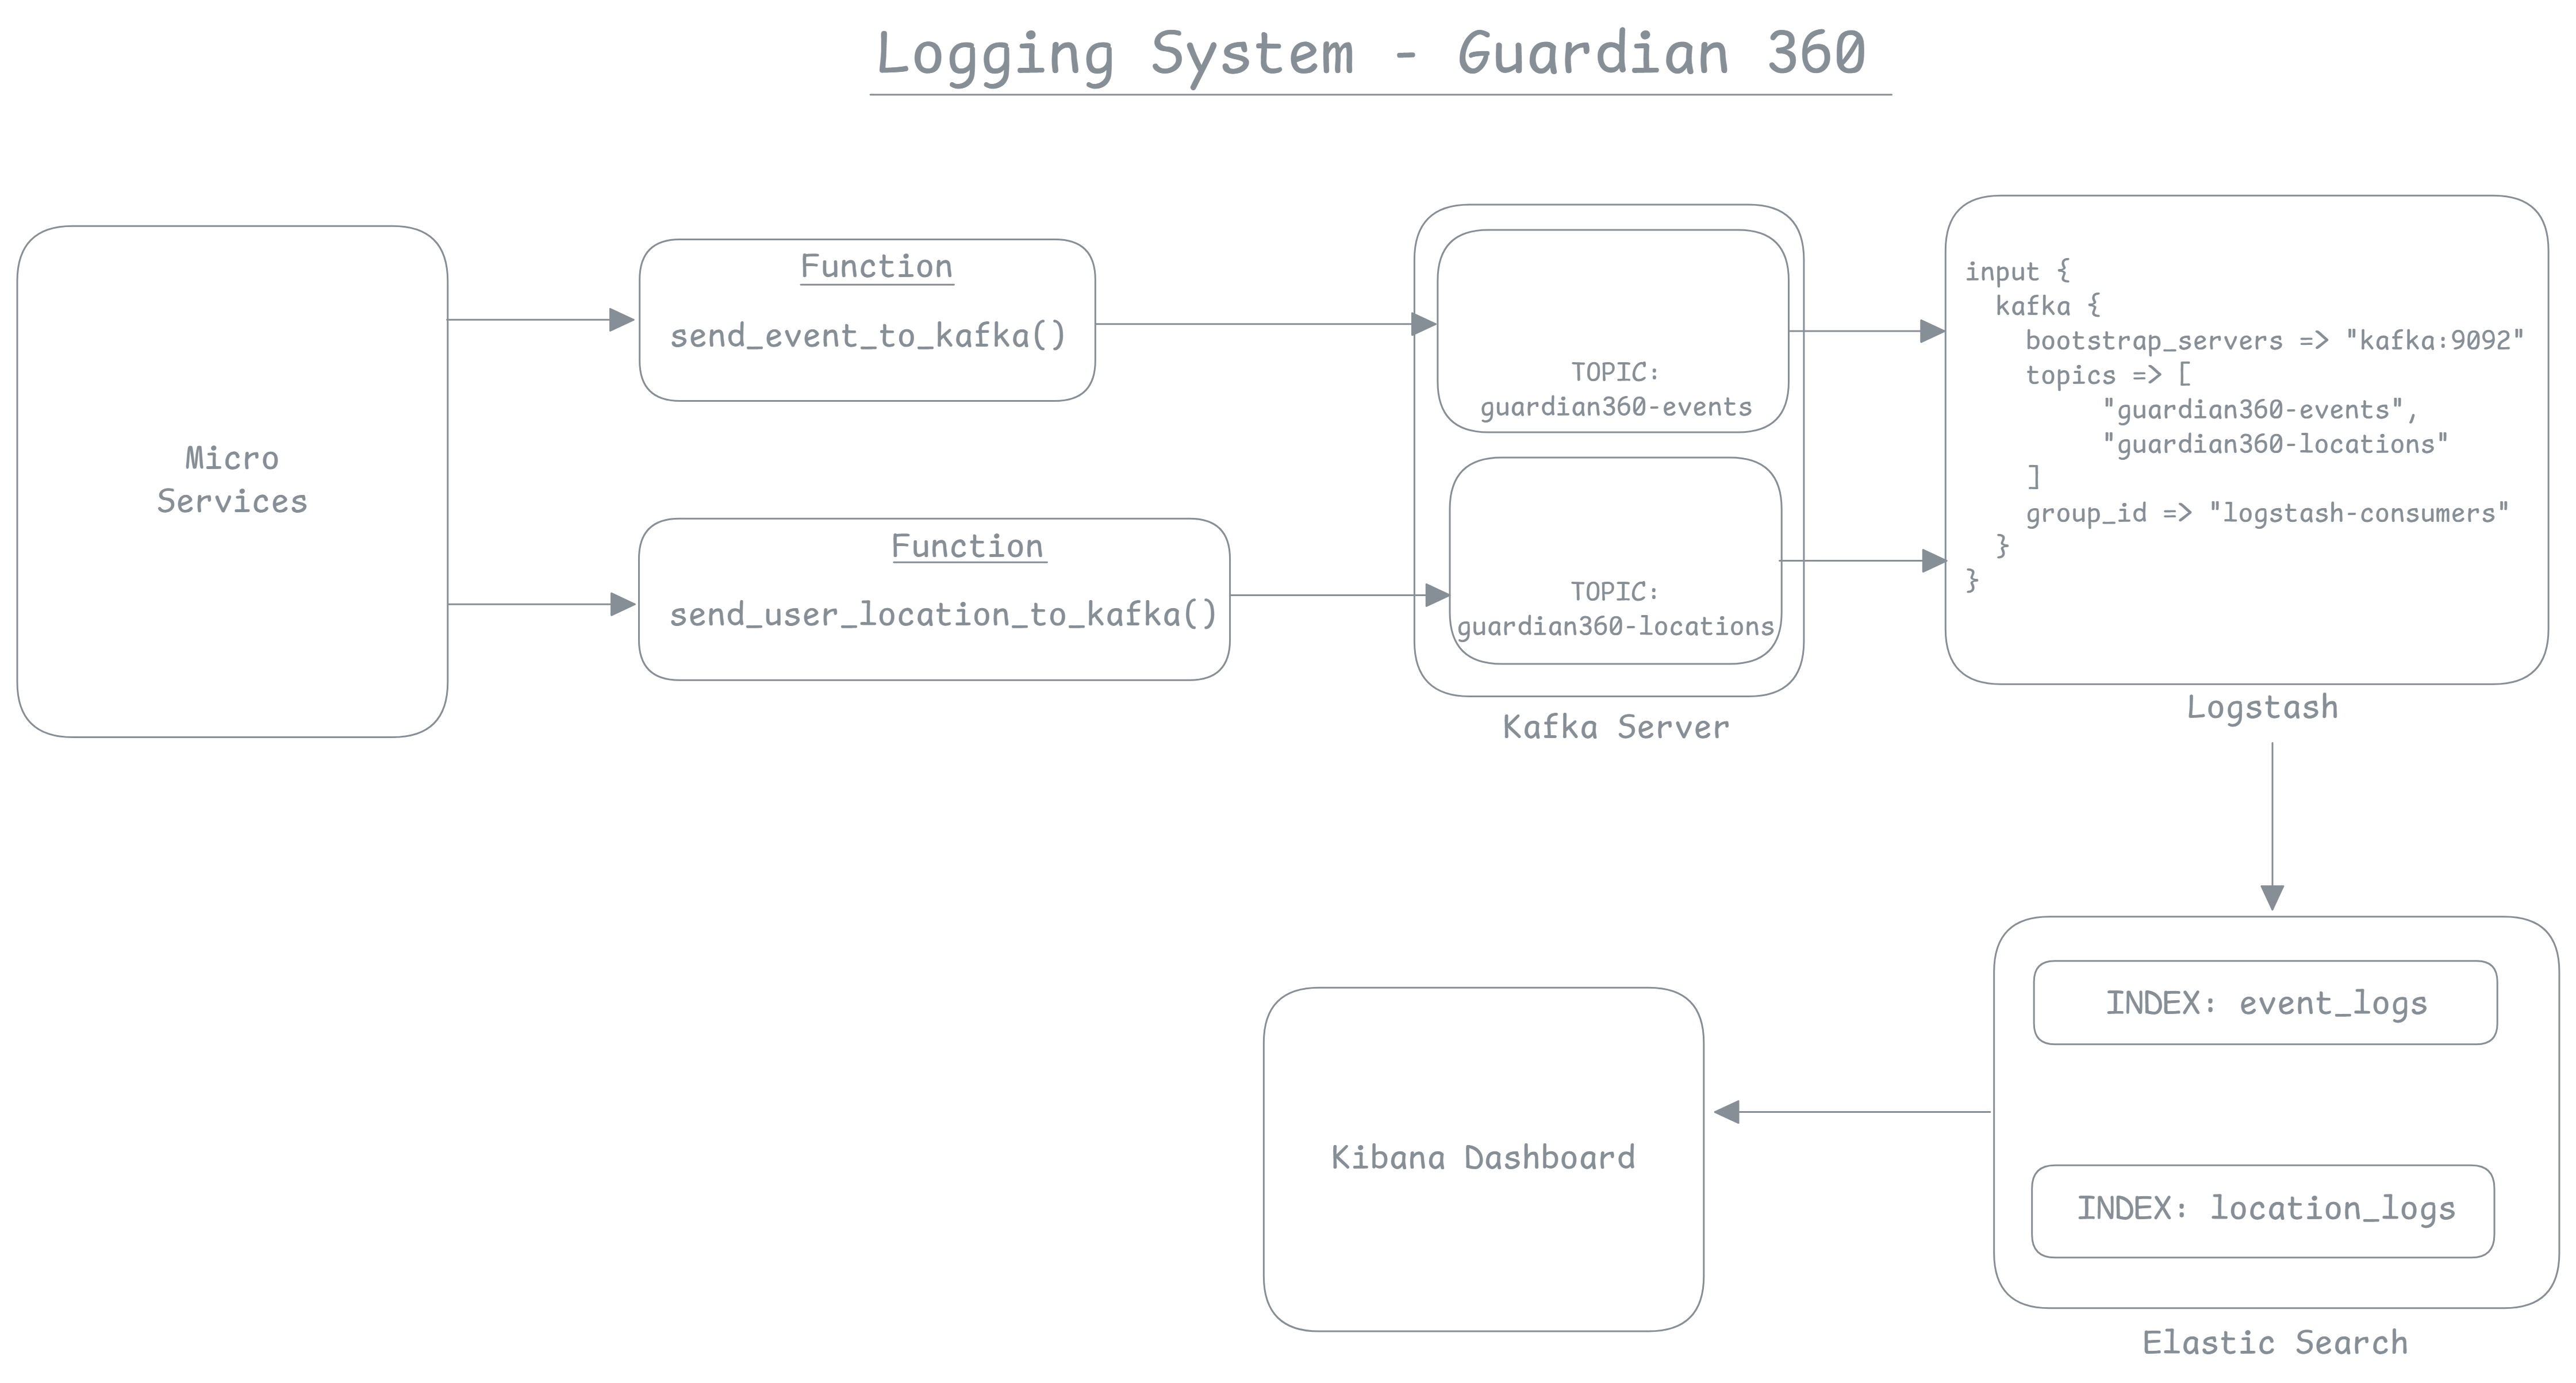 Logging System - Guardian 360
Micro
Services
Function
send_event_to_kafka()
Function
send_user_location_to_kafka()
TOPIC:
guardian360-events
TOPIC:
guardian360-locations
Kafka Server
input {
  kafka {
    bootstrap_servers => "kafka:9092"
    topics => [
         "guardian360-events",
         "guardian360-locations"
    ]
    group_id => "logstash-consumers"
  }
}
Logstash
INDEX: event_logs
INDEX: location_logs
Elastic Search
Kibana Dashboard